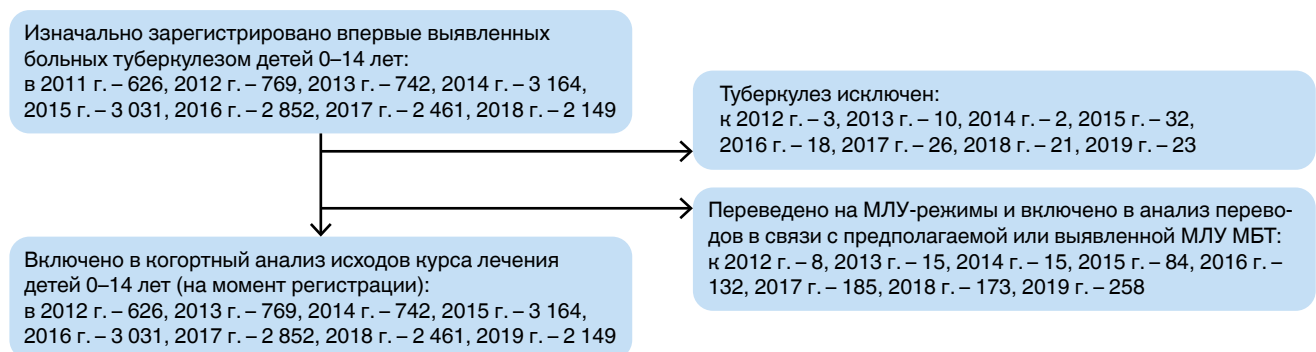 Изначально зарегистрировано впервые выявленных
больных туберкулезом детей 0–14 лет:
в 2011 г. – 626, 2012 г. – 769, 2013 г. – 742, 2014 г. – 3 164,
2015 г. – 3 031, 2016 г. – 2 852, 2017 г. – 2 461, 2018 г. – 2 149
Туберкулез исключен:
к 2012 г. – 3, 2013 г. – 10, 2014 г. – 2, 2015 г. – 32,
2016 г. – 18, 2017 г. – 26, 2018 г. – 21, 2019 г. – 23
Переведено на МЛУ-режимы и включено в анализ перево-
дов в связи с предполагаемой или выявленной МЛУ МБТ:
к 2012 г. – 8, 2013 г. – 15, 2014 г. – 15, 2015 г. – 84, 2016 г. –
132, 2017 г. – 185, 2018 г. – 173, 2019 г. – 258
Включено в когортный анализ исходов курса лечения
детей 0–14 лет (на момент регистрации):
в 2012 г. – 626, 2013 г. – 769, 2014 г. – 742, 2015 г. – 3 164,
2016 г. – 3 031, 2017 г. – 2 852, 2018 г. – 2 461, 2019 г. – 2 149